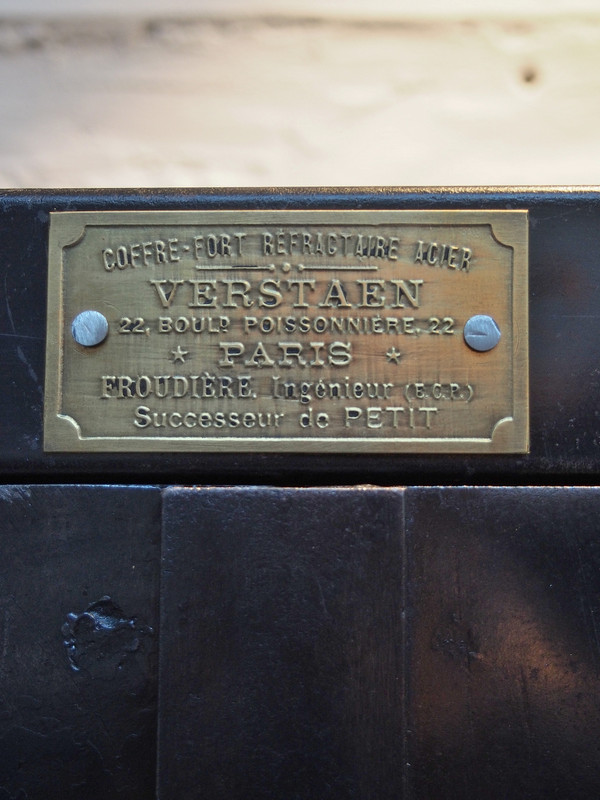 COFFRE-FORT RÉFRACTAIRE ACIER
VERSTAEN
22, BOULD POISSONNIÈRE, 22
★ PARIS ★
FROUDIÈRE, Ingénieur (E.C.P.)
Successeur de PETIT